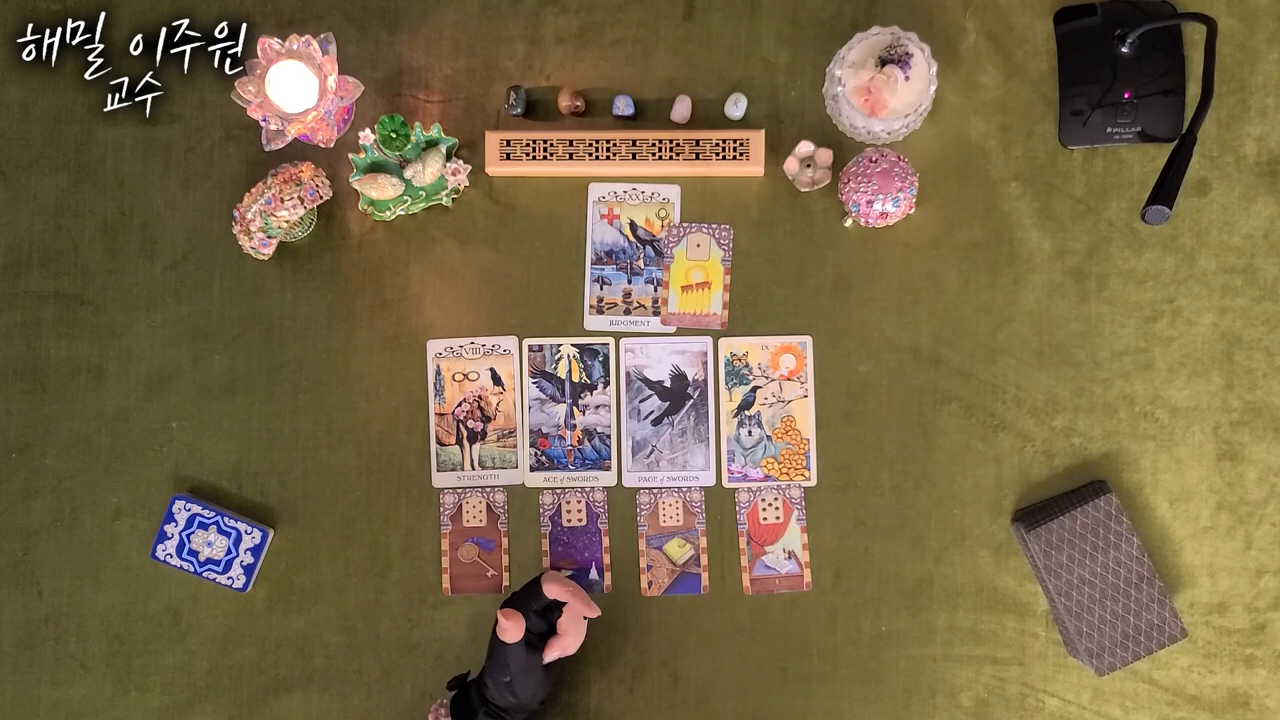 해밀 이주원
교수
XX
JUDGMENT
VIII
STRENGTH
ACE of SWORDS
PAGE of SWORDS
IX